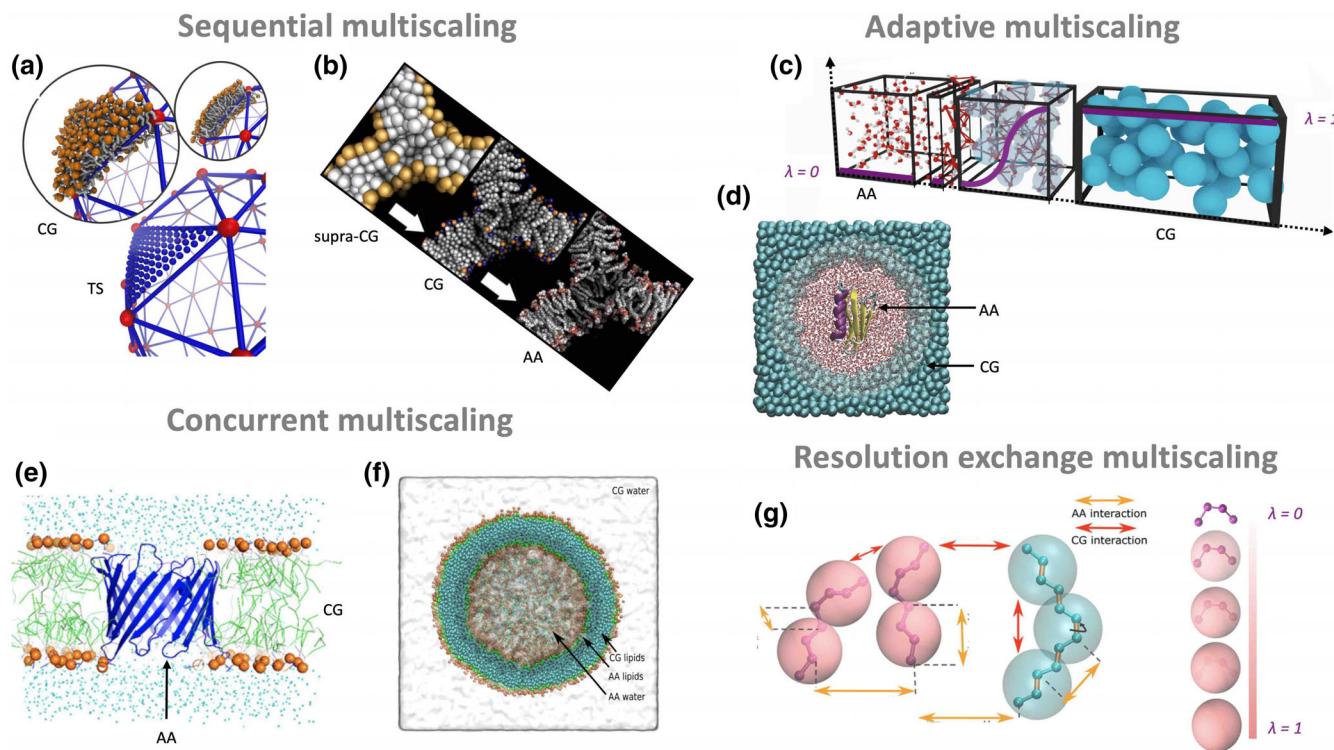 Sequential multiscaling
(a)
CG
TS
(b)
supra-CG
CG
AA
Adaptive multiscaling
(c)
λ = 0
AA
λ = 1
CG
(d)
AA
CG
Concurrent multiscaling
(e)
CG
AA
(f)
CG water
CG lipids
AA lipids
AA water
Resolution exchange multiscaling
(g)
AA interaction
CG interaction
λ = 0
λ = 1